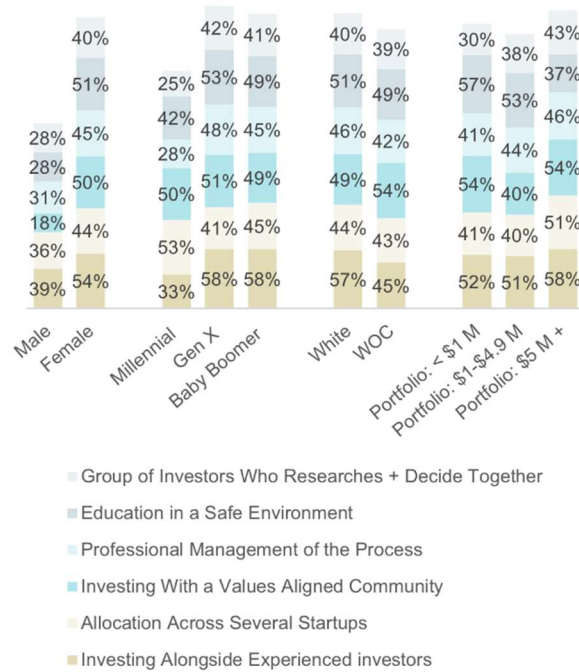 40% 42% 41% 40% 39% 30% 38% 43%
51% 25% 53% 49% 51% 49% 57% 53% 37%
28% 45% 42% 48% 45% 46% 42% 41% 44% 46%
28% 28%
31% 50% 50% 51% 49% 49% 54% 54% 40% 54%
18%
36% 44% 53% 41% 45% 44% 43% 41% 40% 51%
39% 54% 33% 58% 58% 57% 45% 52% 51% 58%
Male
Female
Millennial
Gen X
Baby Boomer
White
WOC
Portfolio: < $1 M
Portfolio: $1-$4.9 M
Portfolio: $5 M +
Group of Investors Who Researches + Decide Together
Education in a Safe Environment
Professional Management of the Process
Investing With a Values Aligned Community
Allocation Across Several Startups
Investing Alongside Experienced investors